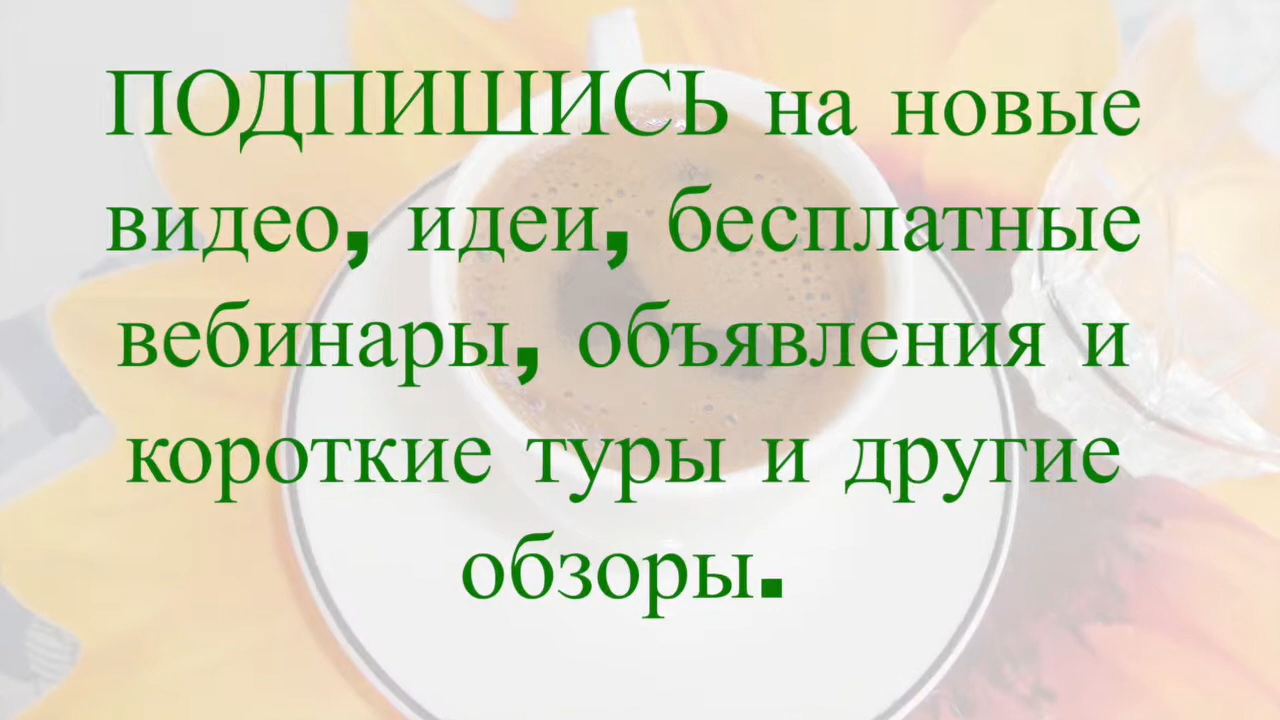 ПОДПИШИСЬ на новые
видео, идеи, бесплатные
вебинары, объявления и
короткие туры и другие
обзоры.